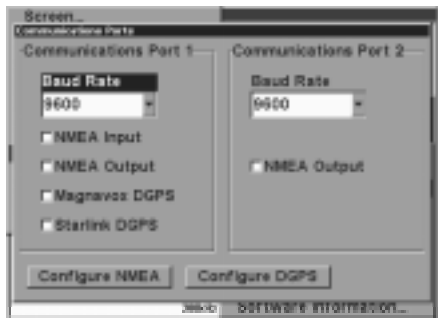 Screen...
Communications Ports
Communications Port 1
Baud Rate
9600
NMEA Input
NMEA Output
Magnavox DGPS
Starlink DGPS
Communications Port 2
Baud Rate
9600
NMEA Output
Configure NMEA
Configure DGPS
Software Information...